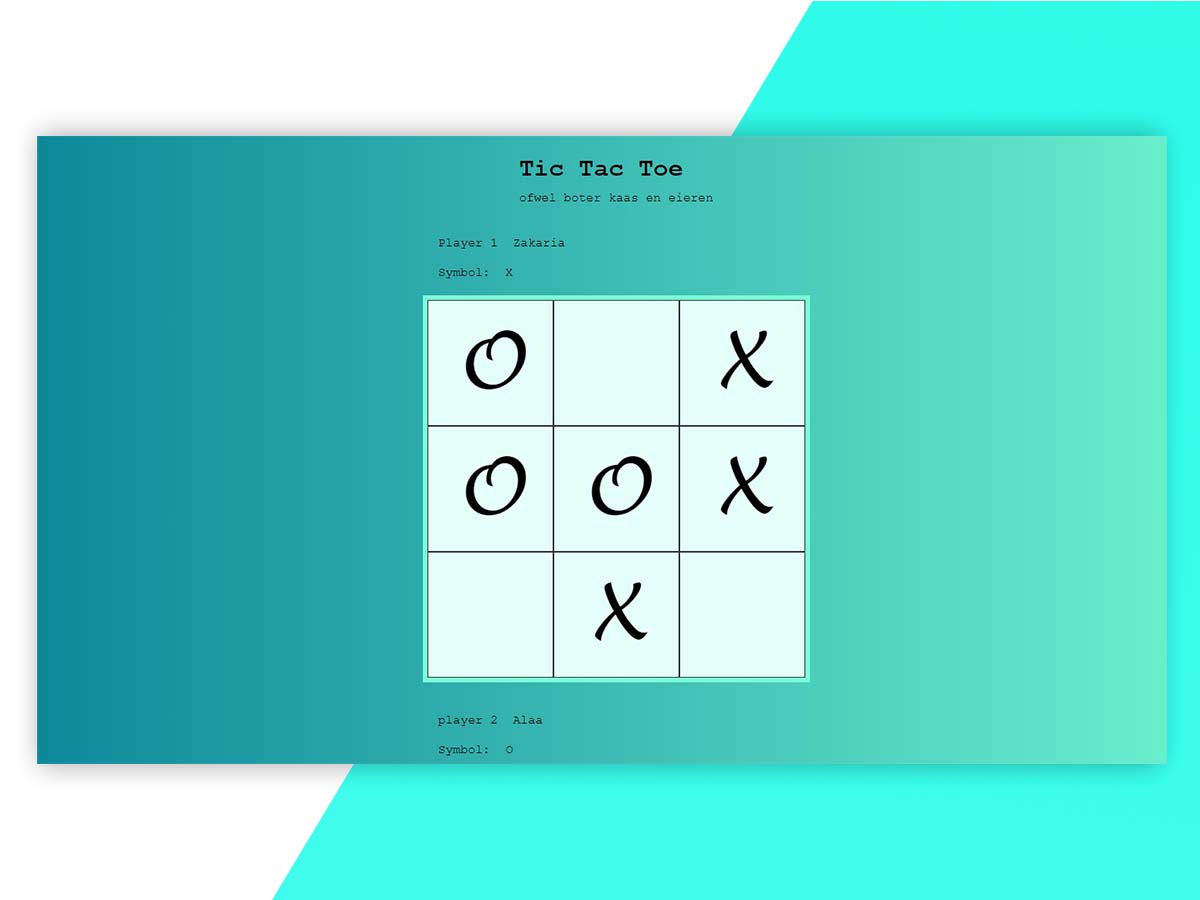 Tic Tac Toe
ofwel boter kaas en eieren
Player 1 Zakaria
Symbol: X
O X
O O X
X
player 2 Alaa
Symbol: O